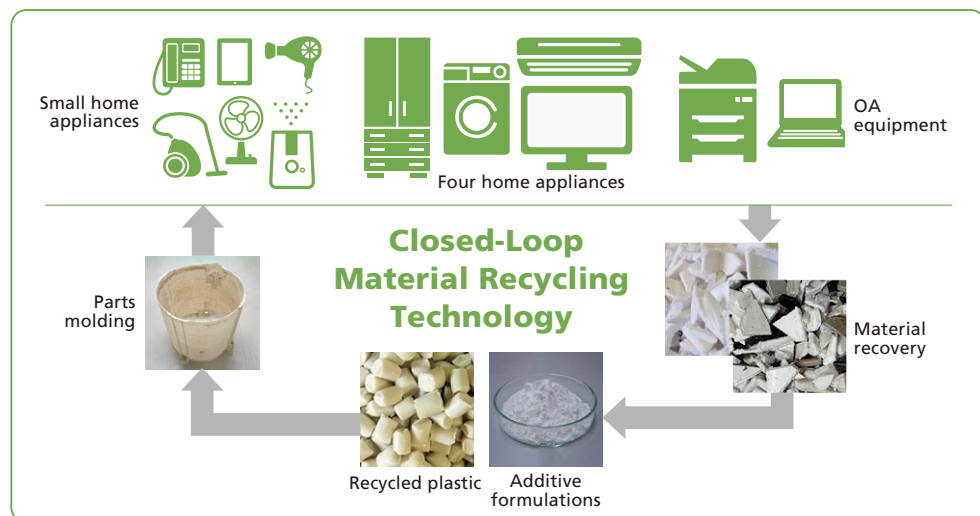 Small home
appliances
Four home appliances
OA
equipment
Closed-Loop
Material Recycling
Technology
Parts
molding
Material
recovery
Recycled plastic
Additive
formulations